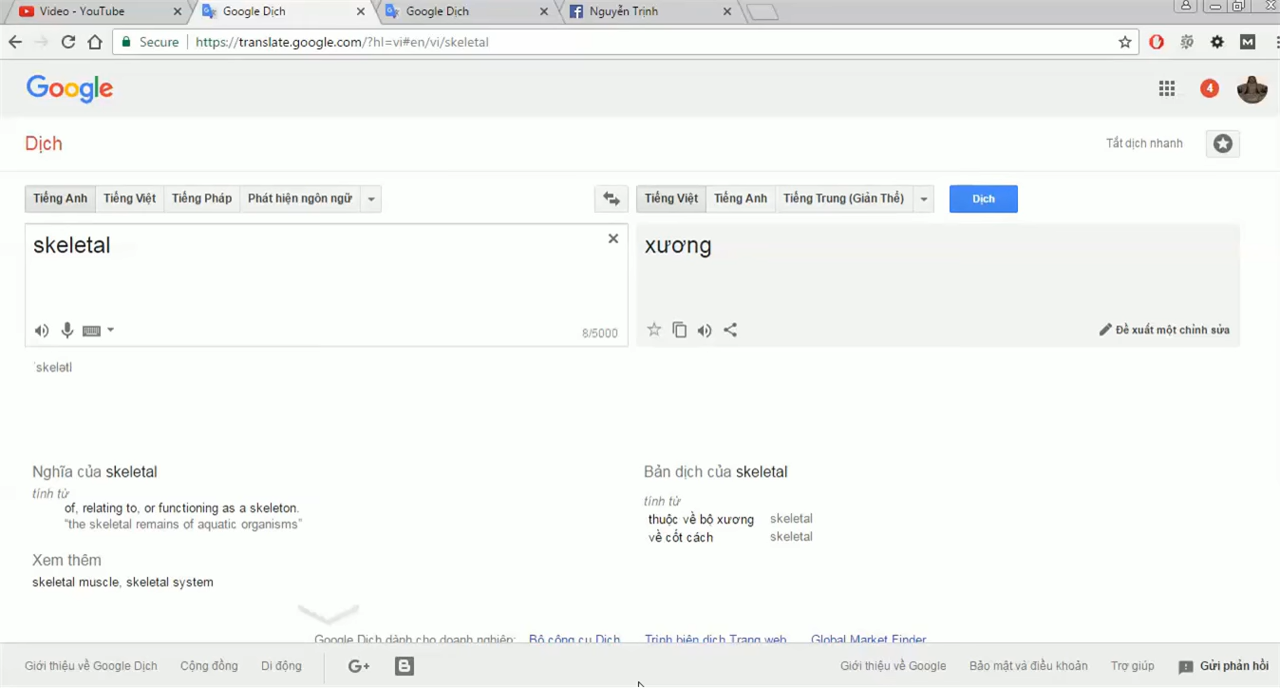 Video - YouTube
Google Dịch
Google Dịch
Nguyễn Trịnh
Secure https://translate.google.com/?hl=vi#en/vi/skeletal
Google
4
Dịch
Tắt dịch nhanh
Tiếng Anh Tiếng Việt Tiếng Pháp Phát hiện ngôn ngữ
Tiếng Việt Tiếng Anh Tiếng Trung (Giản Thể)
Dịch
skeletal
xương
8/5000
Đề xuất một chỉnh sửa
ˈskelətl
Nghĩa của skeletal
tính từ
of, relating to, or functioning as a skeleton.
"the skeletal remains of aquatic organisms"
Xem thêm
skeletal muscle, skeletal system
Bản dịch của skeletal
tính từ
thuộc về bộ xương skeletal
về cốt cách skeletal
Google Dịch dành cho doanh nghiệp: Bộ công cụ Dịch Trình biên dịch Trang web Global Market Finder
Giới thiệu về Google Dịch Cộng đồng Di động G+ B Giới thiệu về Google Bảo mật và điều khoản Trợ giúp Gửi phản hồi